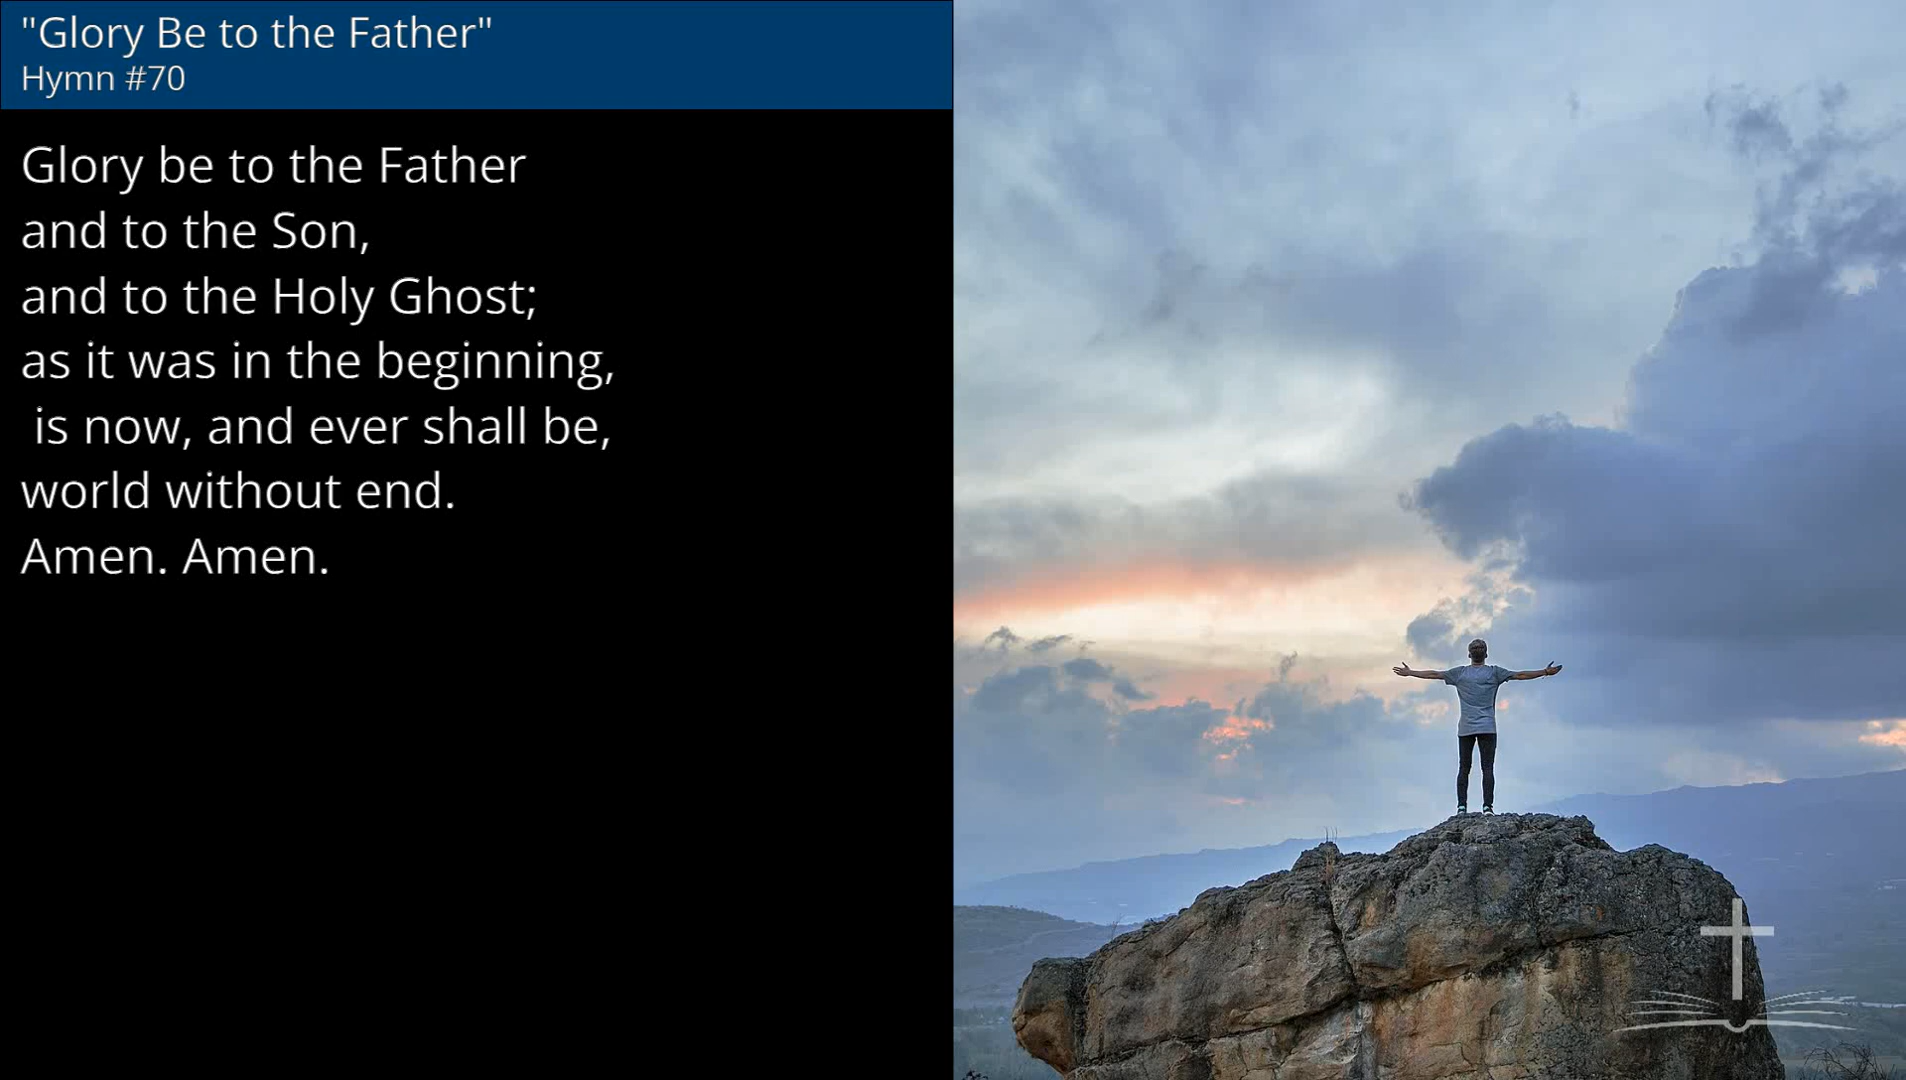 "Glory Be to the Father"
Hymn #70
Glory be to the Father
and to the Son,
and to the Holy Ghost;
as it was in the beginning,
is now, and ever shall be,
world without end.
Amen. Amen.